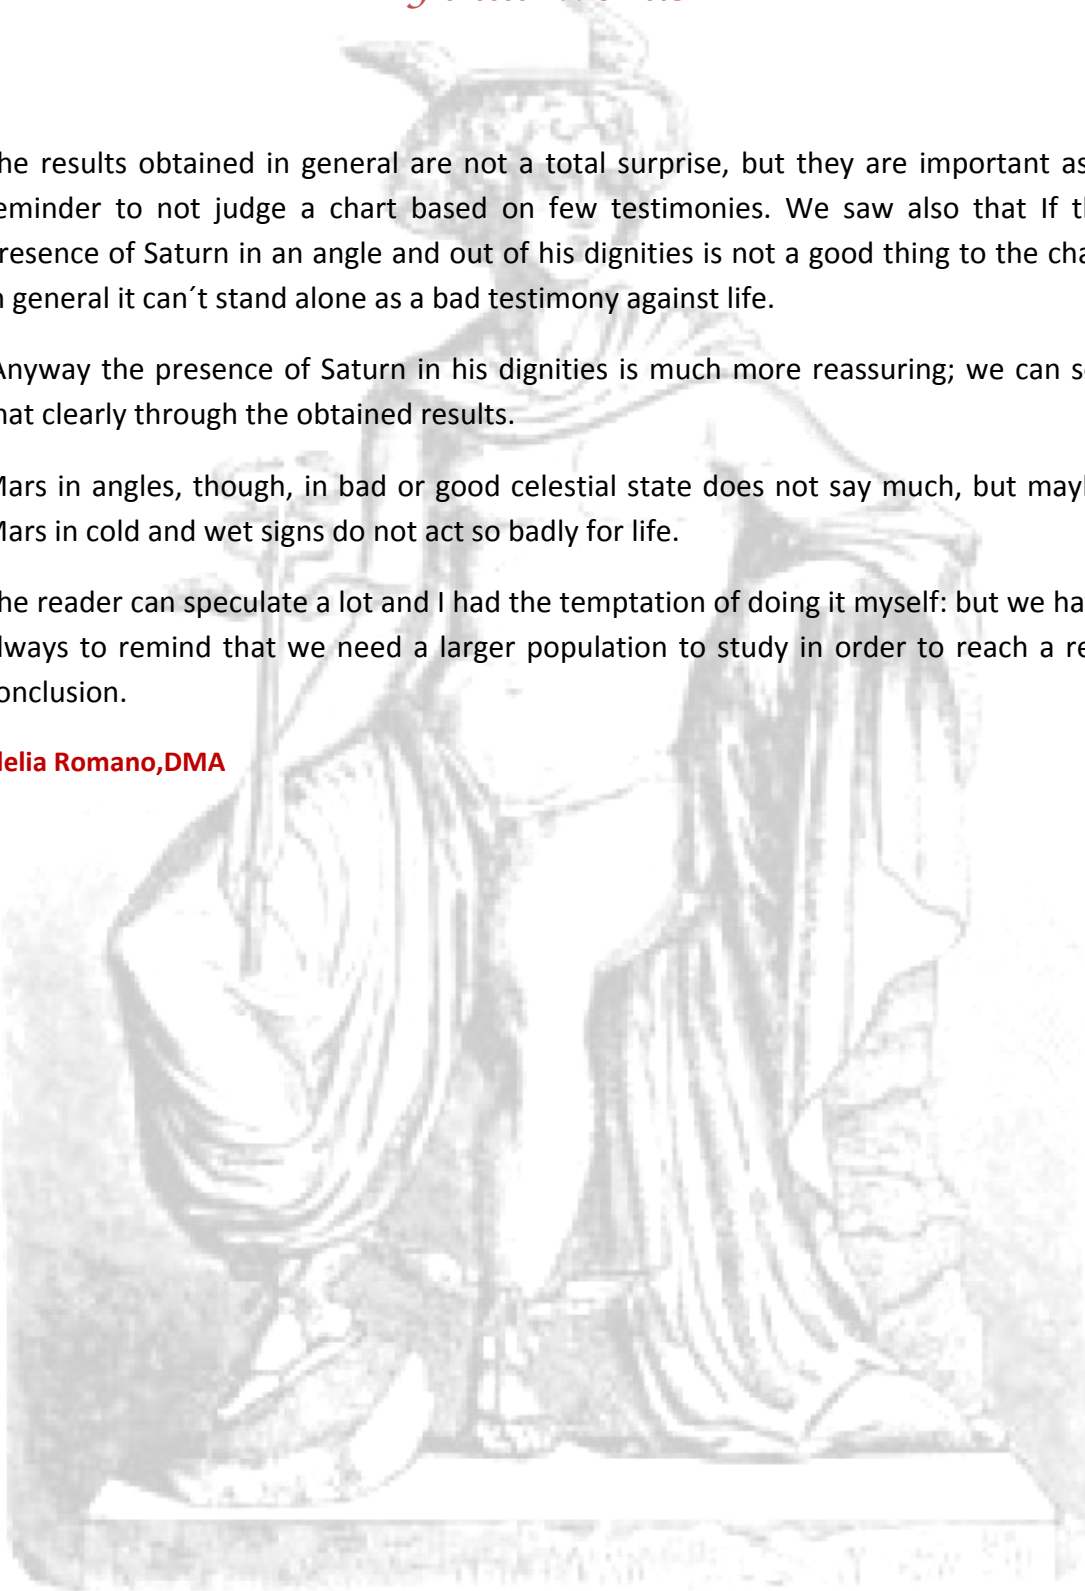 he results obtained in general are not a total surprise, but they are important as
eminder to not judge a chart based on few testimonies. We saw also that If th
resence of Saturn in an angle and out of his dignities is not a good thing to the cha
n general it can´t stand alone as a bad testimony against life.
Anyway the presence of Saturn in his dignities is much more reassuring; we can se
hat clearly through the obtained results.
Mars in angles, though, in bad or good celestial state does not say much, but mayb
Mars in cold and wet signs do not act so badly for life.
he reader can speculate a lot and I had the temptation of doing it myself: but we ha
lways to remind that we need a larger population to study in order to reach a re
onclusion.
lelia Romano,DMA